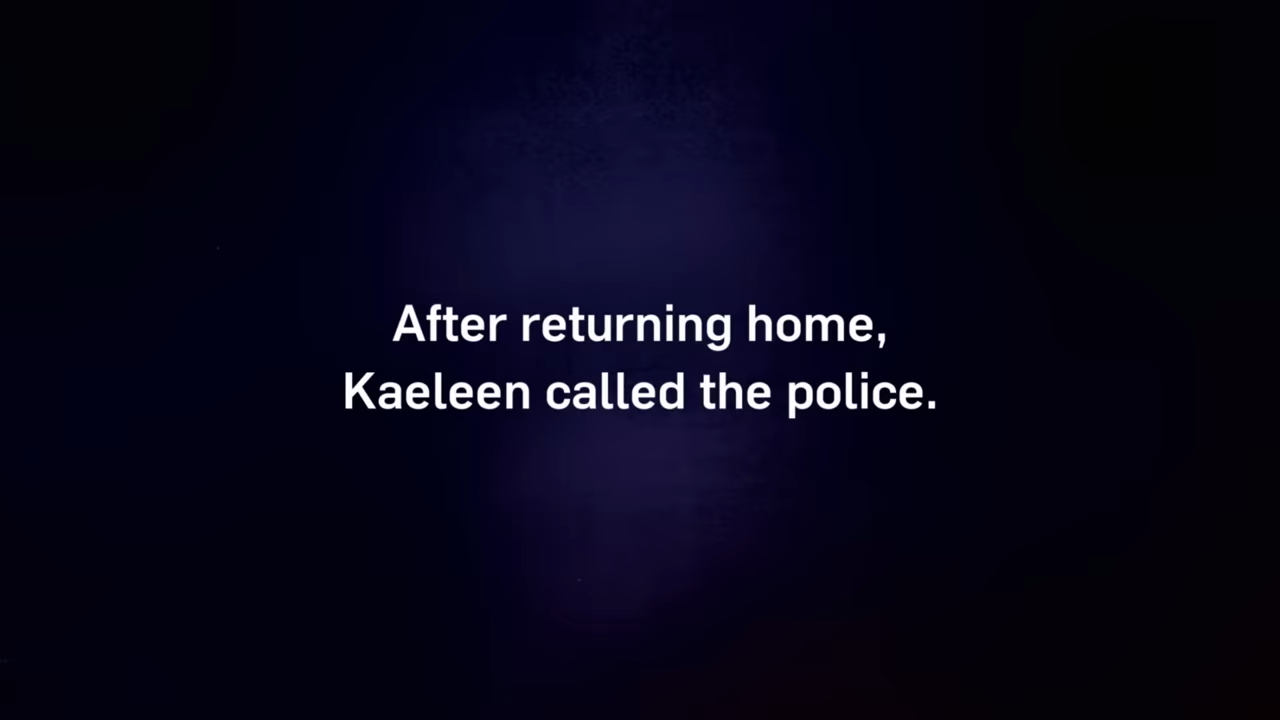 After returning home,
Kaeleen called the police.